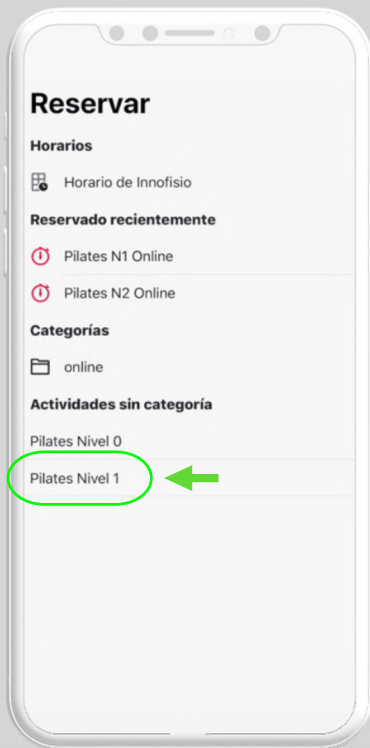 Reservar
Horarios
Horario de Innofisio
Reservado recientemente
Pilates N1 Online
Pilates N2 Online
Categorías
online
Actividades sin categoría
Pilates Nivel 0
Pilates Nivel 1